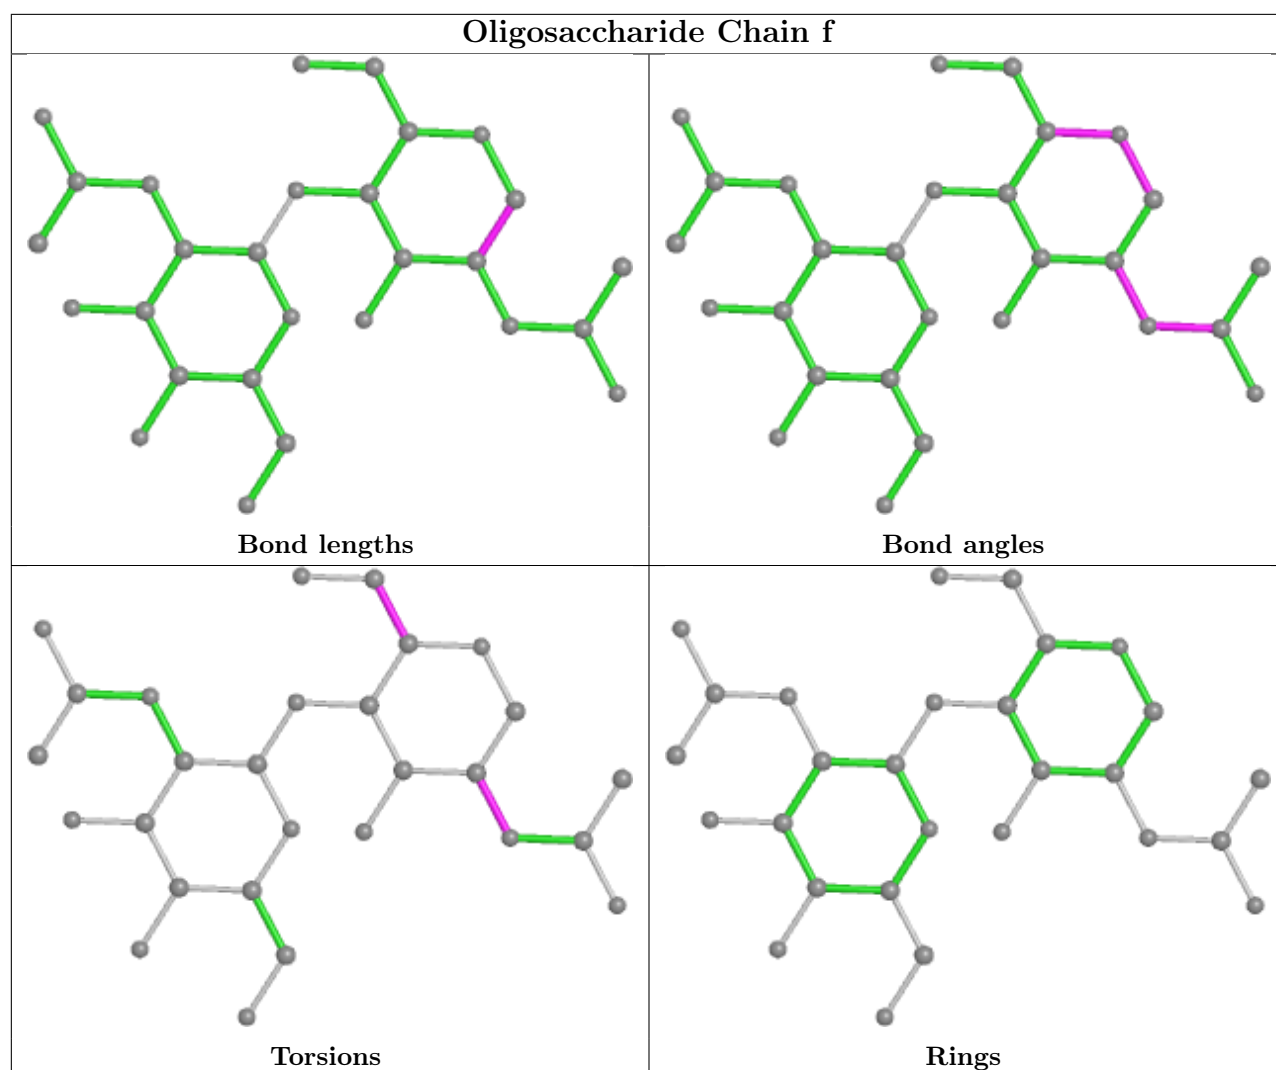 Oligosaccharide Chain f
Bond lengths
Bond angles
Torsions
Rings